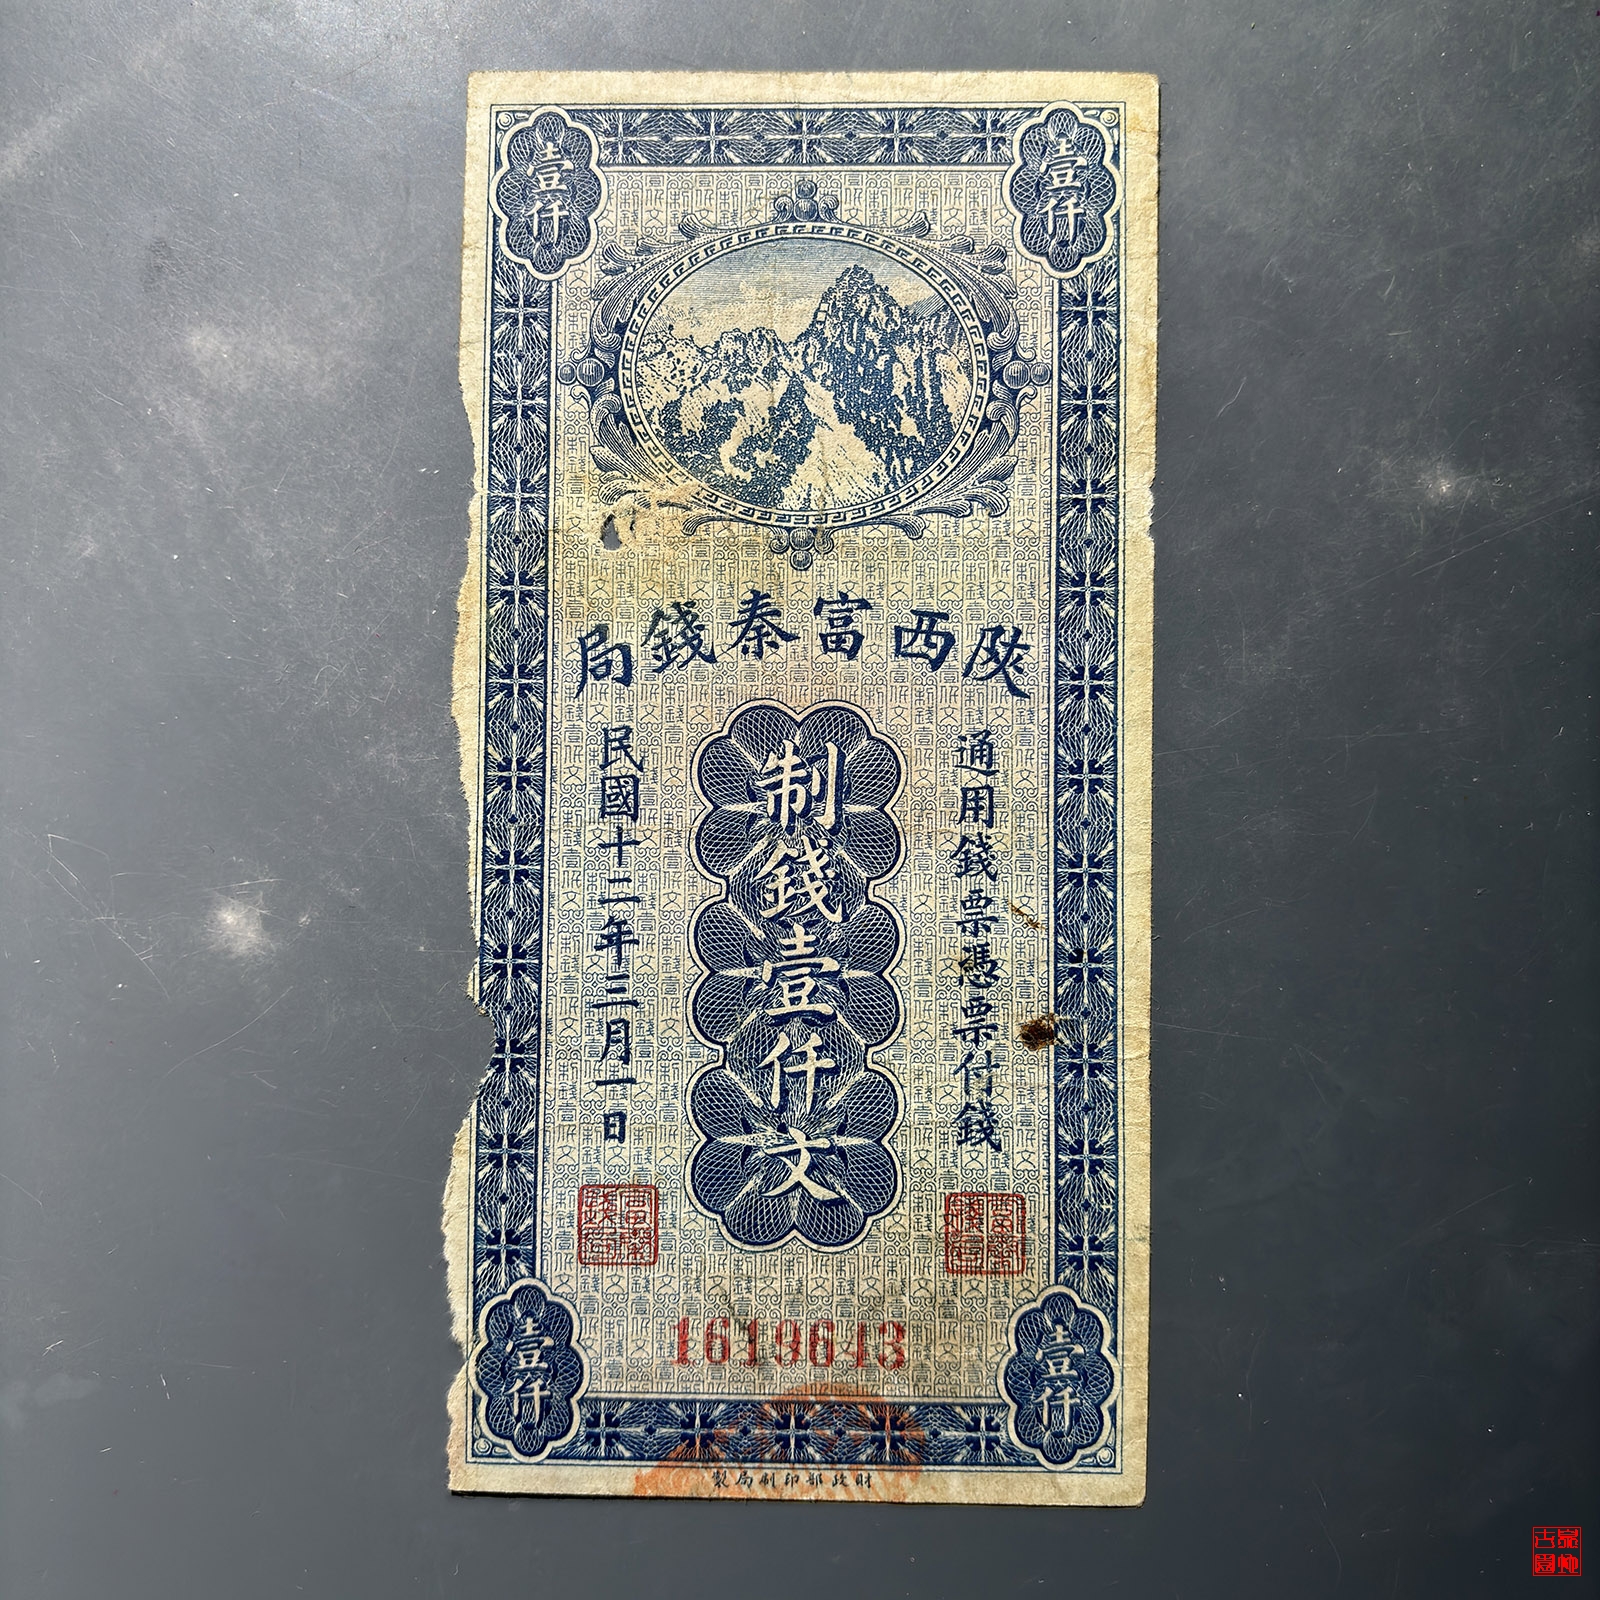 壹仟
壹仟
陝西富秦錢局
通用錢票憑票付錢
制錢壹仟文
民國十二年三月一日
1619643
壹仟
壹仟
財政部印刷局製